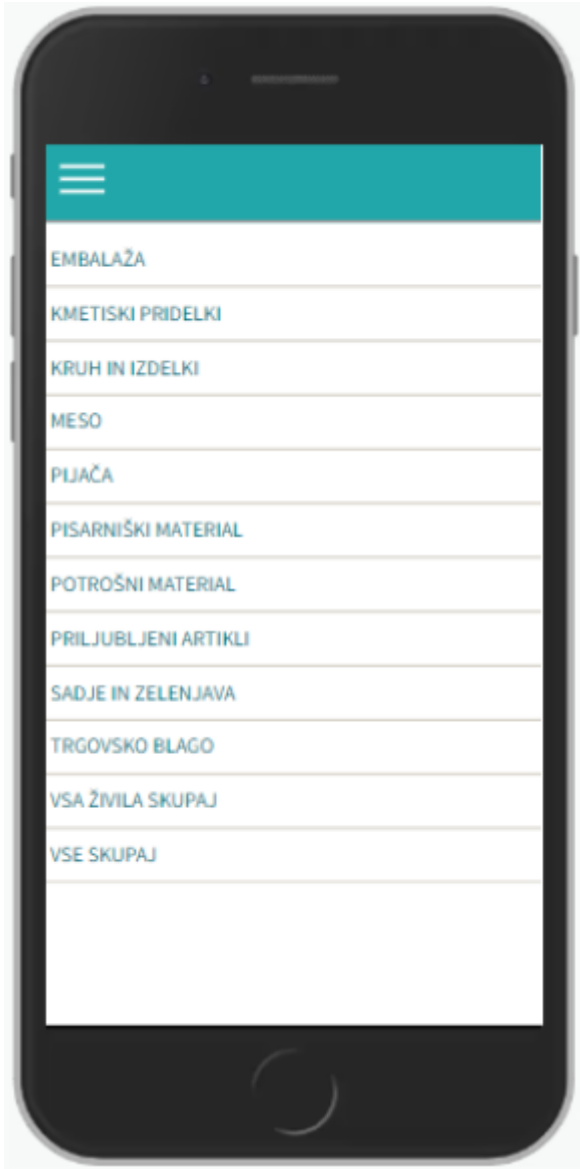 EMBALAŽA
KMETISKI PRIDELKI
KRUH IN IZDELKI
MESO
PIJAČA
PISARNIŠKI MATERIAL
POTROŠNI MATERIAL
PRILJUBLJENI ARTIKLI
SADJE IN ZELENJAVA
TRGOVSKO BLAGO
VSA ŽIVILA SKUPAJ
VSE SKUPAJ